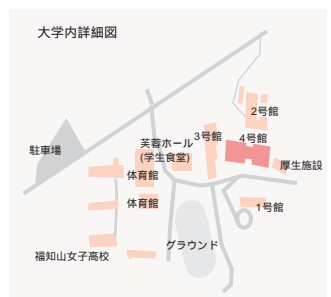 大学内詳細図
2号館
3号館
4号館
芙蓉ホール
(学生食堂)
駐車場
厚生施設
体育館
体育館
1号館
グラウンド
福知山女子高校